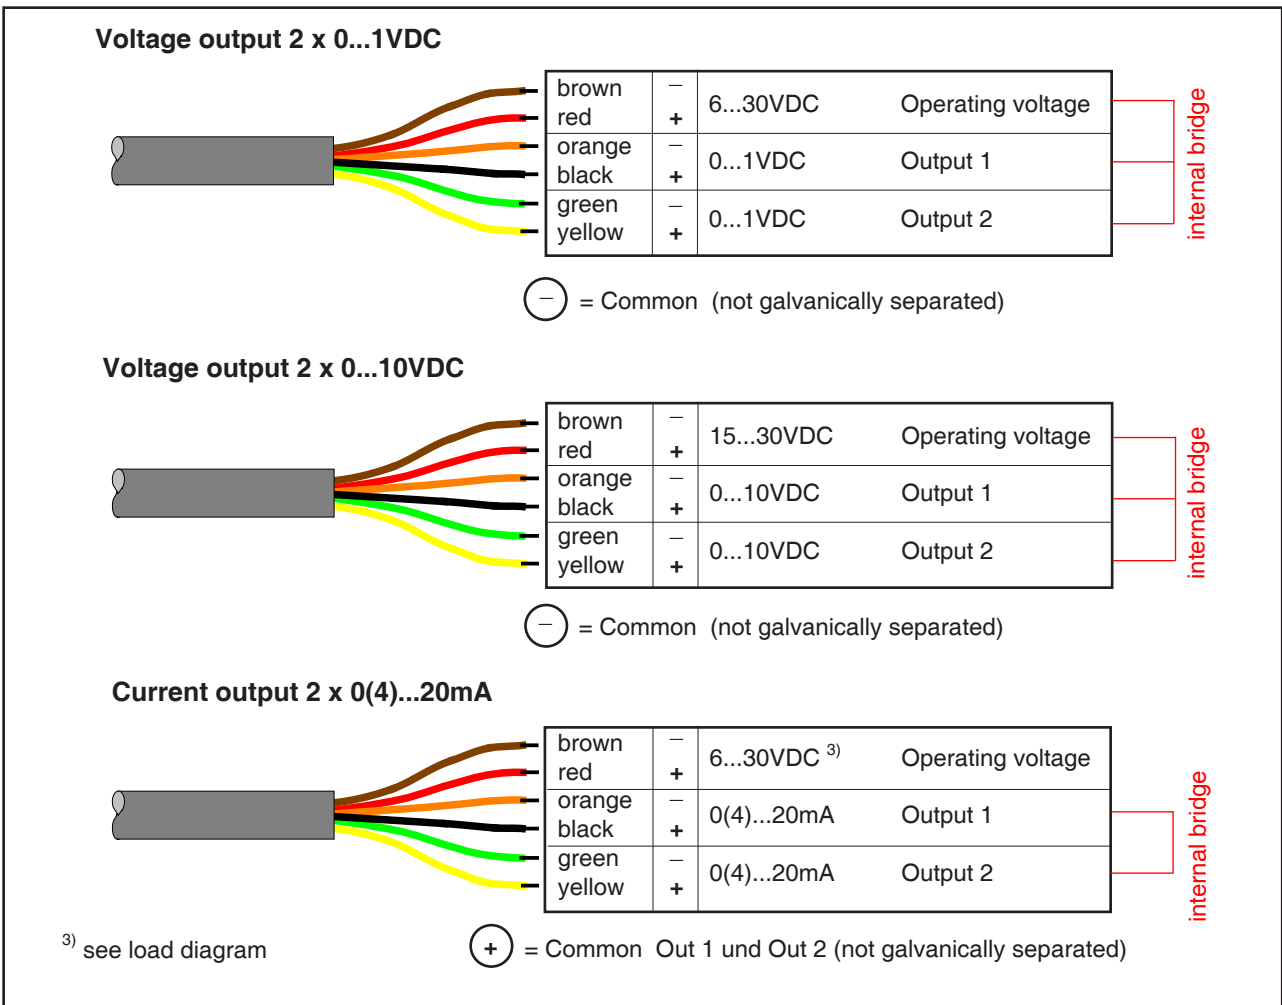 Voltage output 2 x 0...1VDC
brown – 6...30VDC Operating voltage
red +
orange – 0...1VDC Output 1
black +
green – 0...1VDC Output 2
yellow +
internal bridge
– = Common (not galvanically separated)
Voltage output 2 x 0...10VDC
brown – 15...30VDC Operating voltage
red +
orange – 0...10VDC Output 1
black +
green – 0...10VDC Output 2
yellow +
internal bridge
– = Common (not galvanically separated)
Current output 2 x 0(4)...20mA
brown – 6...30VDC 3) Operating voltage
red +
orange – 0(4)...20mA Output 1
black +
green – 0(4)...20mA Output 2
yellow +
internal bridge
3) see load diagram
+ = Common Out 1 und Out 2 (not galvanically separated)